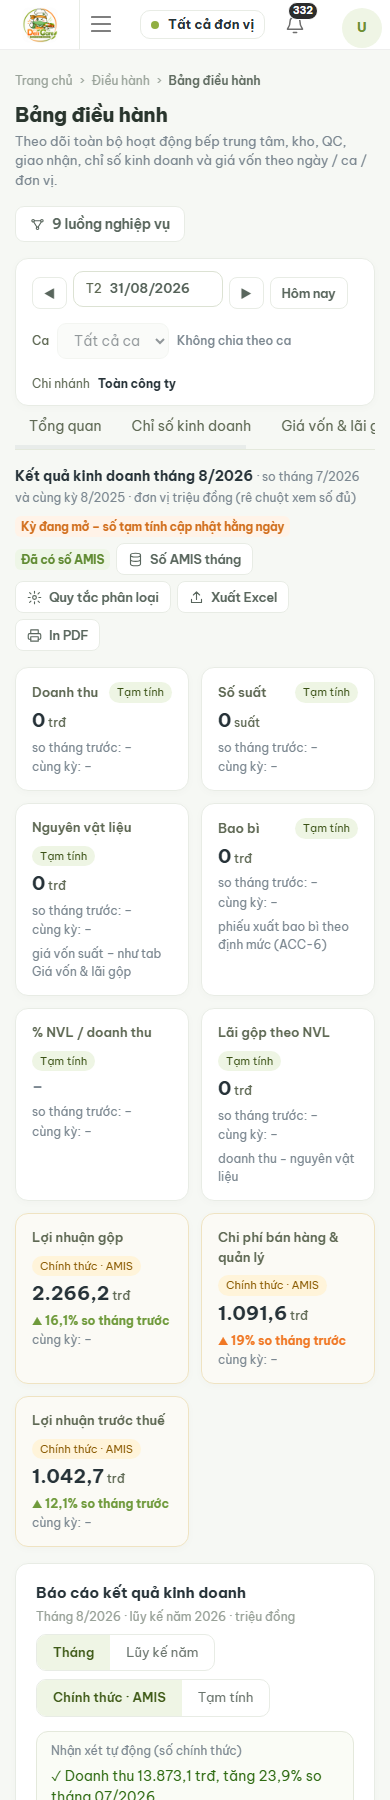 Tất cả đơn vị
332
U
Trang chủ > Điều hành > Bảng điều hành
Bảng điều hành
Theo dõi toàn bộ hoạt động bếp trung tâm, kho, QC,
giao nhận, chỉ số kinh doanh và giá vốn theo ngày / ca /
đơn vị.
9 luồng nghiệp vụ
◀ T2 31/08/2026 ▶ Hôm nay
Ca Tất cả ca Không chia theo ca
Chi nhánh Toàn công ty
Tổng quan Chỉ số kinh doanh Giá vốn & lãi g
Kết quả kinh doanh tháng 8/2026 · so tháng 7/2026
và cùng kỳ 8/2025 · đơn vị triệu đồng (rê chuột xem số đủ)
Kỳ đang mở – số tạm tính cập nhật hằng ngày
Đã có số AMIS Số AMIS tháng
Quy tắc phân loại Xuất Excel
In PDF
Doanh thu Tạm tính
0 trđ
so tháng trước: –
cùng kỳ: –
Số suất Tạm tính
0 suất
so tháng trước: –
cùng kỳ: –
Nguyên vật liệu
Tạm tính
0 trđ
so tháng trước: –
cùng kỳ: –
giá vốn suất – như tab
Giá vốn & lãi gộp
Bao bì Tạm tính
0 trđ
so tháng trước: –
cùng kỳ: –
phiếu xuất bao bì theo
định mức (ACC-6)
% NVL / doanh thu
Tạm tính
–
so tháng trước: –
cùng kỳ: –
Lãi gộp theo NVL
Tạm tính
0 trđ
so tháng trước: –
cùng kỳ: –
doanh thu - nguyên vật
liệu
Lợi nhuận gộp
Chính thức · AMIS
2.266,2 trđ
▲ 16,1% so tháng trước
cùng kỳ: –
Chi phí bán hàng &
quản lý
Chính thức · AMIS
1.091,6 trđ
▲ 19% so tháng trước
cùng kỳ: –
Lợi nhuận trước thuế
Chính thức · AMIS
1.042,7 trđ
▲ 12,1% so tháng trước
cùng kỳ: –
Báo cáo kết quả kinh doanh
Tháng 8/2026 · lũy kế năm 2026 · triệu đồng
Tháng Lũy kế năm
Chính thức · AMIS Tạm tính
Nhận xét tự động (số chính thức)
✓ Doanh thu 13.873,1 trđ, tăng 23,9% so
tháng 07/2026